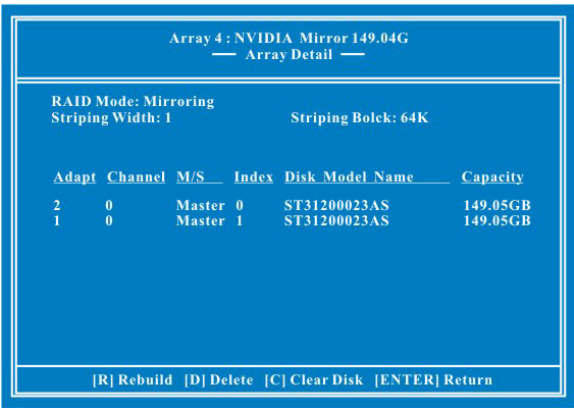 Array 4 : NVIDIA Mirror 149.04G
Array Detail
RAID Mode: Mirroring
Striping Width: 1 Striping Bolck: 64K
Adapt Channel M/S Index Disk Model Name Capacity
2 0 Master 0 ST31200023AS 149.05GB
1 0 Master 1 ST31200023AS 149.05GB
[R] Rebuild [D] Delete [C] Clear Disk [ENTER] Return